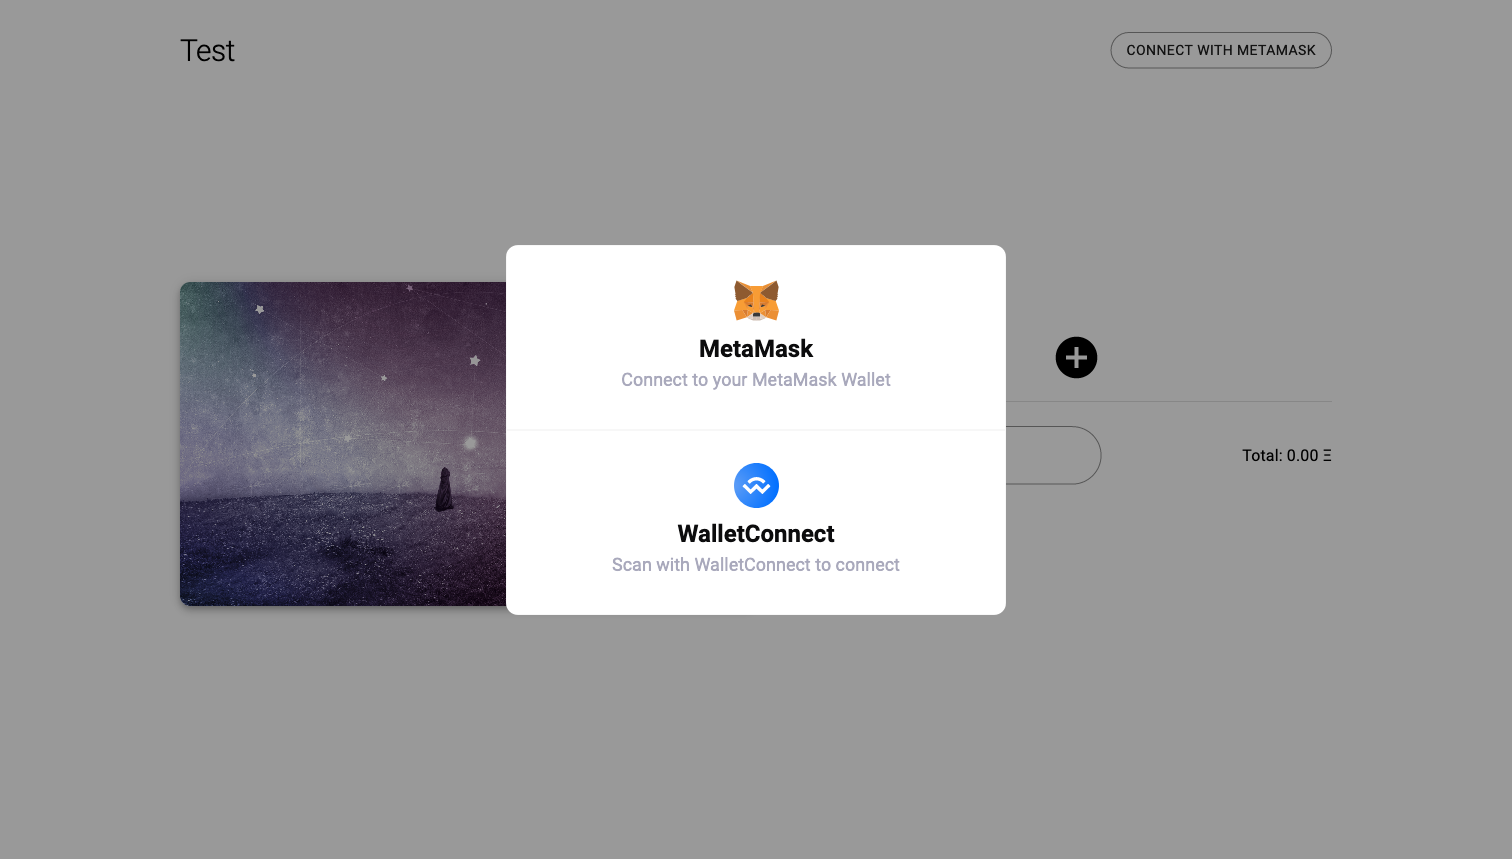 Test
CONNECT WITH METAMASK
MetaMask
Connect to your MetaMask Wallet
WalletConnect
Scan with WalletConnect to connect
Total: 0.00 Ξ